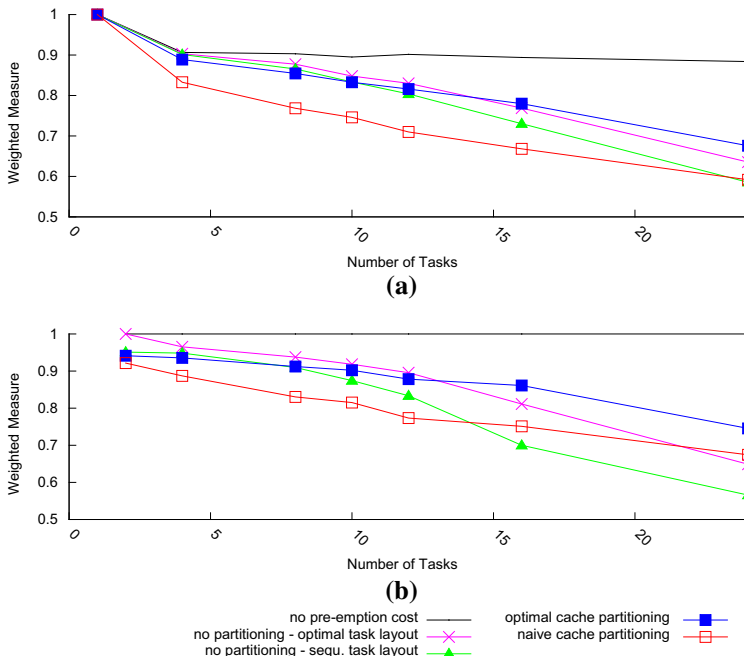 1
0.9
0.8
0.7
0.6
0.5
Weighted Measure
0 5 10 15 20
Number of Tasks
(a)
1
0.9
0.8
0.7
0.6
0.5
Weighted Measure
0 5 10 15 20
Number of Tasks
(b)
no pre-emption cost optimal cache partitioning
no partitioning - optimal task layout naive cache partitioning
no partitioning - sequ. task layout